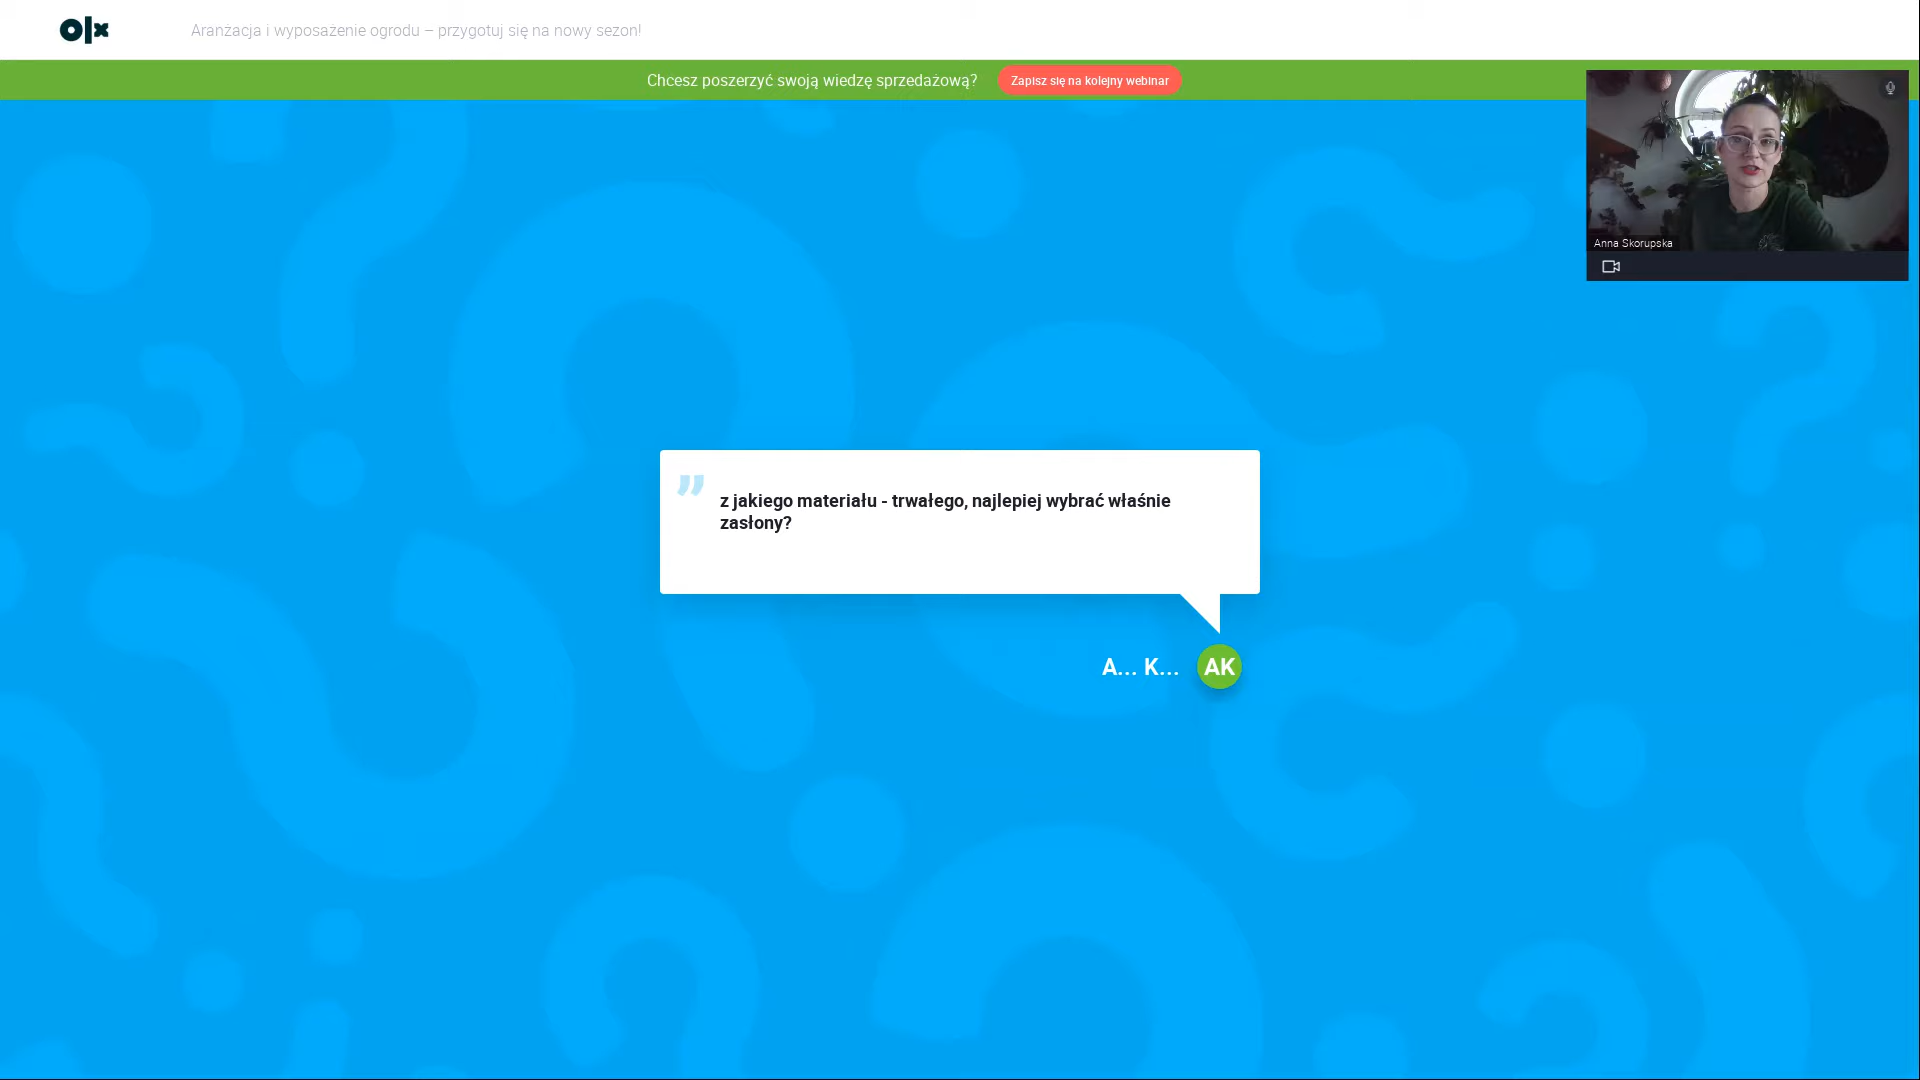 olx
Aranżacja i wyposażenie ogrodu – przygotuj się na nowy sezon!
Chcesz poszerzyć swoją wiedzę sprzedażową?
Zapisz się na kolejny webinar
Anna Skorupska
z jakiego materiału - trwałego, najlepiej wybrać właśnie
zasłony?
A... K...
AK